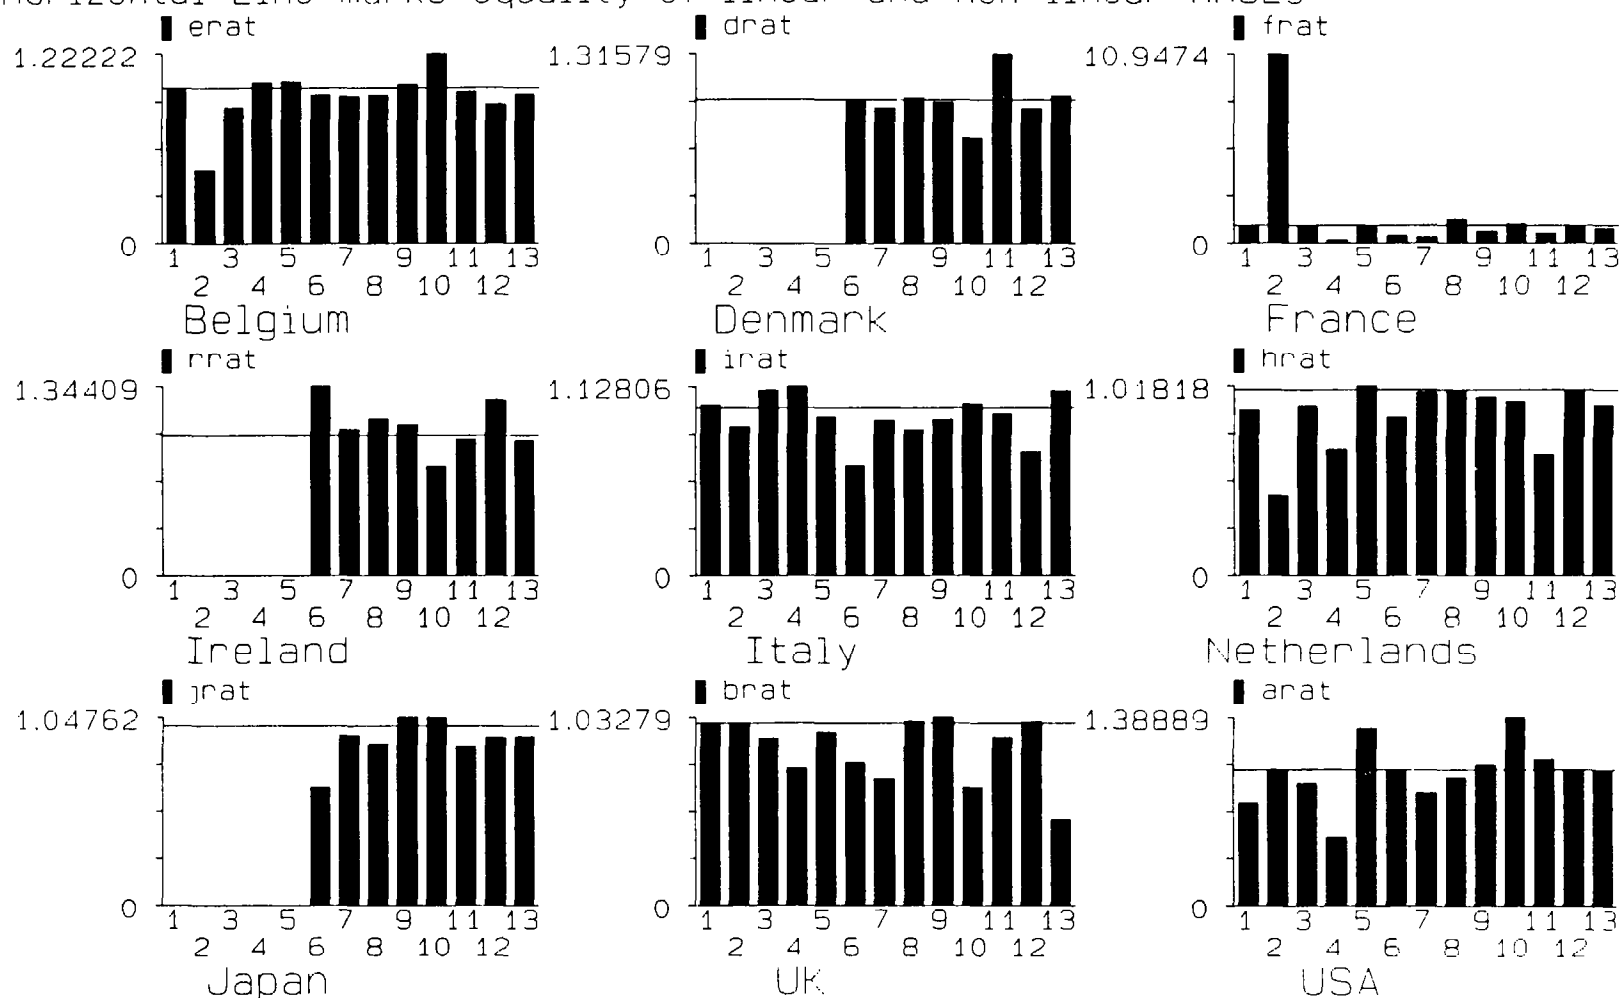 erat drat frat
1.22222 1.31579 10.9474
0 0 0
1 3 5 7 9 11 13 1 3 5 7 9 11 13 1 3 5 7 9 11 13
2 4 6 8 10 12 2 4 6 8 10 12 2 4 6 8 10 12
Belgium Denmark France
rrat irat hrat
1.34409 1.12806 1.01818
0 0 0
1 3 5 7 9 11 13 1 3 5 7 9 11 13 1 3 5 7 9 11 13
2 4 6 8 10 12 2 4 6 8 10 12 2 4 6 8 10 12
Ireland Italy Netherlands
jrat brat arat
1.04762 1.03279 1.38889
0 0 0
1 3 5 7 9 11 13 1 3 5 7 9 11 13 1 3 5 7 9 11 13
2 4 6 8 10 12 2 4 6 8 10 12 2 4 6 8 10 12
Japan UK USA